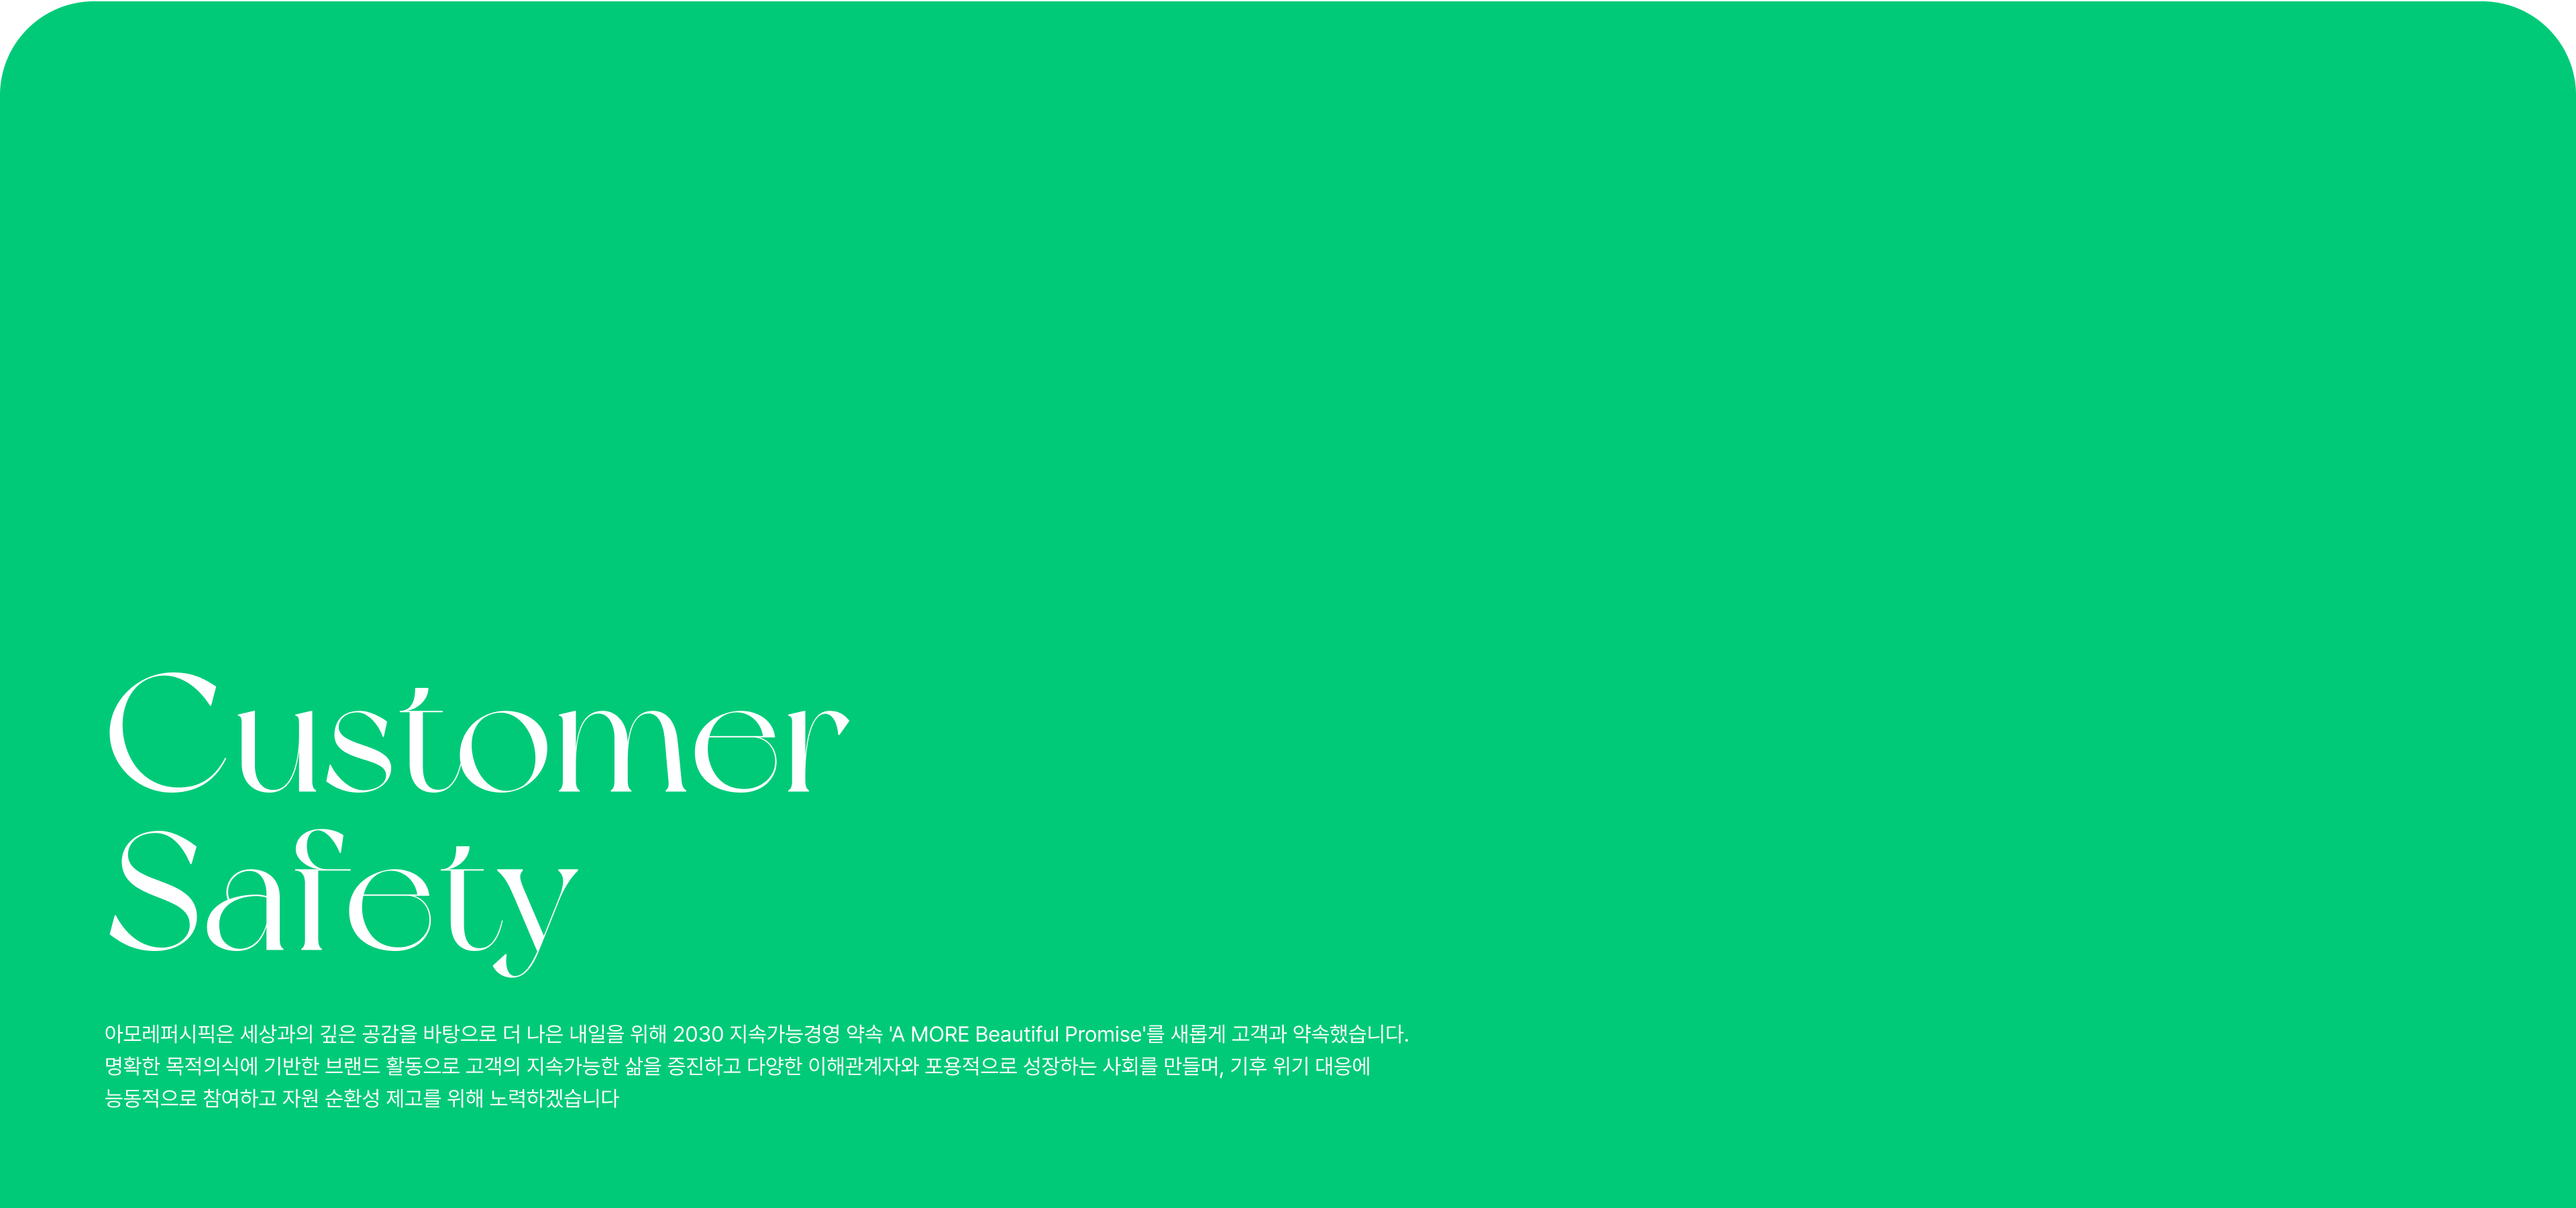 Customer
Safety
아모레퍼시픽은 세상과의 깊은 공감을 바탕으로 더 나은 내일을 위해 2030 지속가능경영 약속 'A MORE Beautiful Promise'를 새롭게 고객과 약속했습니다.
명확한 목적의식에 기반한 브랜드 활동으로 고객의 지속가능한 삶을 증진하고 다양한 이해관계자와 포용적으로 성장하는 사회를 만들며, 기후 위기 대응에
능동적으로 참여하고 자원 순환성 제고를 위해 노력하겠습니다